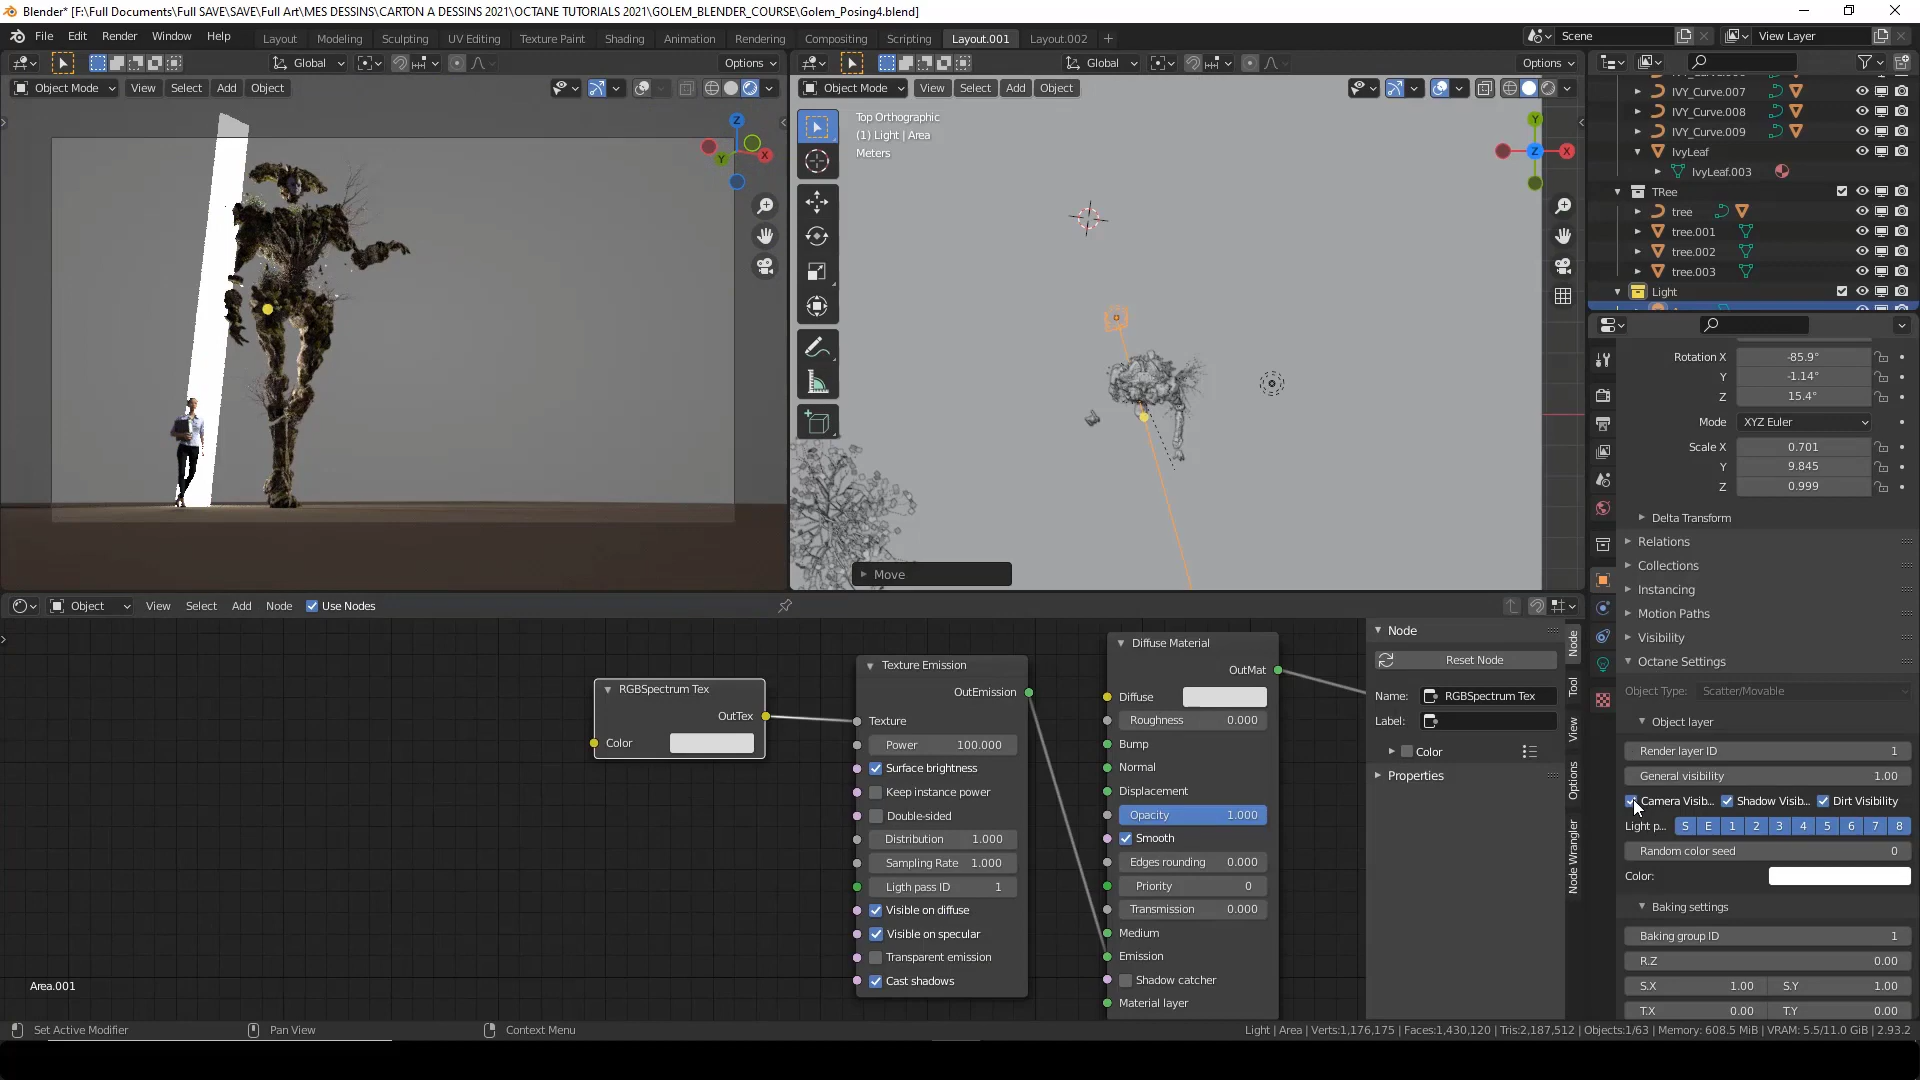 Blender* [F:\Full Documents\Full SAVE\SAVE\Full Art\MES DESSINS\CARTON A DESSINS 2021\OCTANE TUTORIALS 2021\GOLEM_BLENDER_COURSE\Golem_Posing4.blend]
File Edit Render Window Help Layout Modeling Sculpting UV Editing Texture Paint Shading Animation Rendering Compositing Scripting Layout.001 Layout.002 + Scene View Layer
Global Options Global Options
Object Mode View Select Add Object Object Mode View Select Add Object
IVY_Curve.007
IVY_Curve.008
IVY_Curve.009
IvyLeaf
IvyLeaf.003
TRee
tree
tree.001
tree.002
tree.003
Light
Z
X
Y
Top Orthographic
(1) Light | Area
Meters
Y
Z
X
Move
Rotation X -85.9°
Y -1.14°
Z 15.4°
Mode XYZ Euler
Scale X 0.701
Y 9.845
Z 0.999
Delta Transform
Relations
Collections
Instancing
Motion Paths
Visibility
Octane Settings
Object Type: Scatter/Movable
Object layer
Render layer ID 1
General visibility 1.00
Camera Visib... Shadow Visib... Dirt Visibility
Light p... S E 1 2 3 4 5 6 7 8
Random color seed 0
Color:
Baking settings
Baking group ID 1
R.Z 0.00
S.X 1.00 S.Y 1.00
T.X 0.00 T.Y 0.00
Object View Select Add Node Use Nodes
RGBSpectrum Tex
OutTex
Color
Texture Emission
OutEmission
Texture
Power 100.000
Surface brightness
Keep instance power
Double-sided
Distribution 1.000
Sampling Rate 1.000
Ligth pass ID 1
Visible on diffuse
Visible on specular
Transparent emission
Cast shadows
Diffuse Material
OutMat
Diffuse
Roughness 0.000
Bump
Normal
Displacement
Opacity 1.000
Smooth
Edges rounding 0.000
Priority 0
Transmission 0.000
Medium
Emission
Shadow catcher
Material layer
Node
Reset Node
Name: RGBSpectrum Tex
Label:
Color
Properties
Node
Tool
View
Options
Node Wrangler
Area.001
Set Active Modifier Pan View Context Menu Light | Area | Verts:1,176,175 | Faces:1,430,120 | Tris:2,187,512 | Objects:1/63 | Memory: 608.5 MiB | VRAM: 5.5/11.0 GiB | 2.93.2